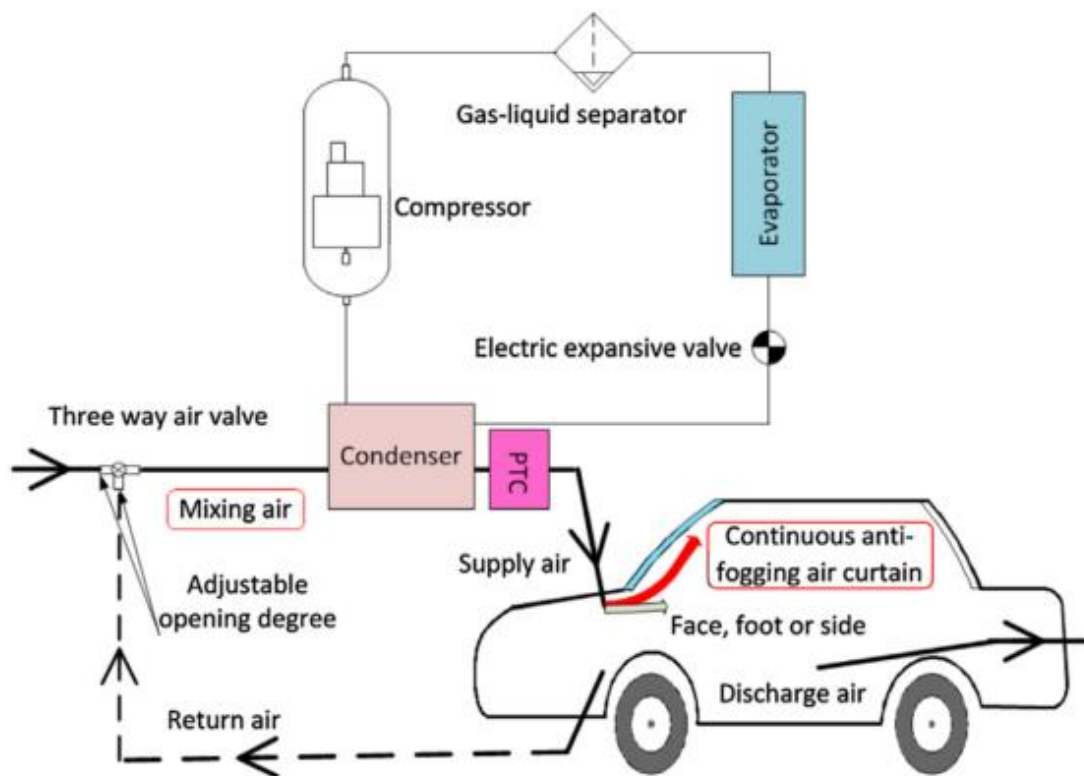 Gas-liquid separator
Evaporator
Compressor
Electric expansive valve
Three way air valve
Condenser
PTC
Mixing air
Supply air
Continuous anti-
fogging air curtain
Adjustable
opening degree
Face, foot or side
Discharge air
Return air